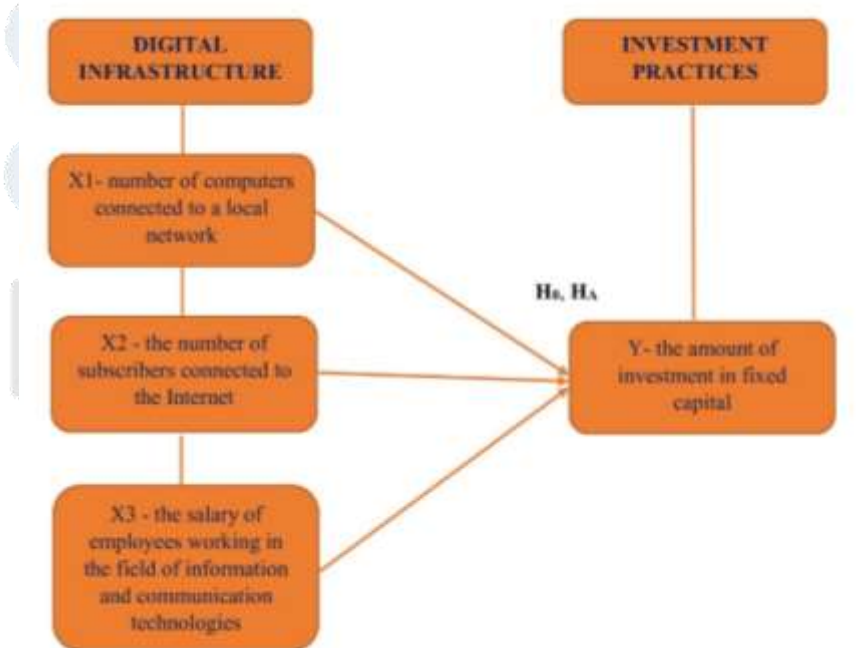 DIGITAL
INFRASTRUCTURE
INVESTMENT
PRACTICES
X1- number of computers
connected to a local
network
H₀, Hᴀ
X2 - the number of
subscribers connected to
the Internet
Y- the amount of
investment in fixed
capital
X3 - the salary of
employees working in
the field of information
and communication
technologies